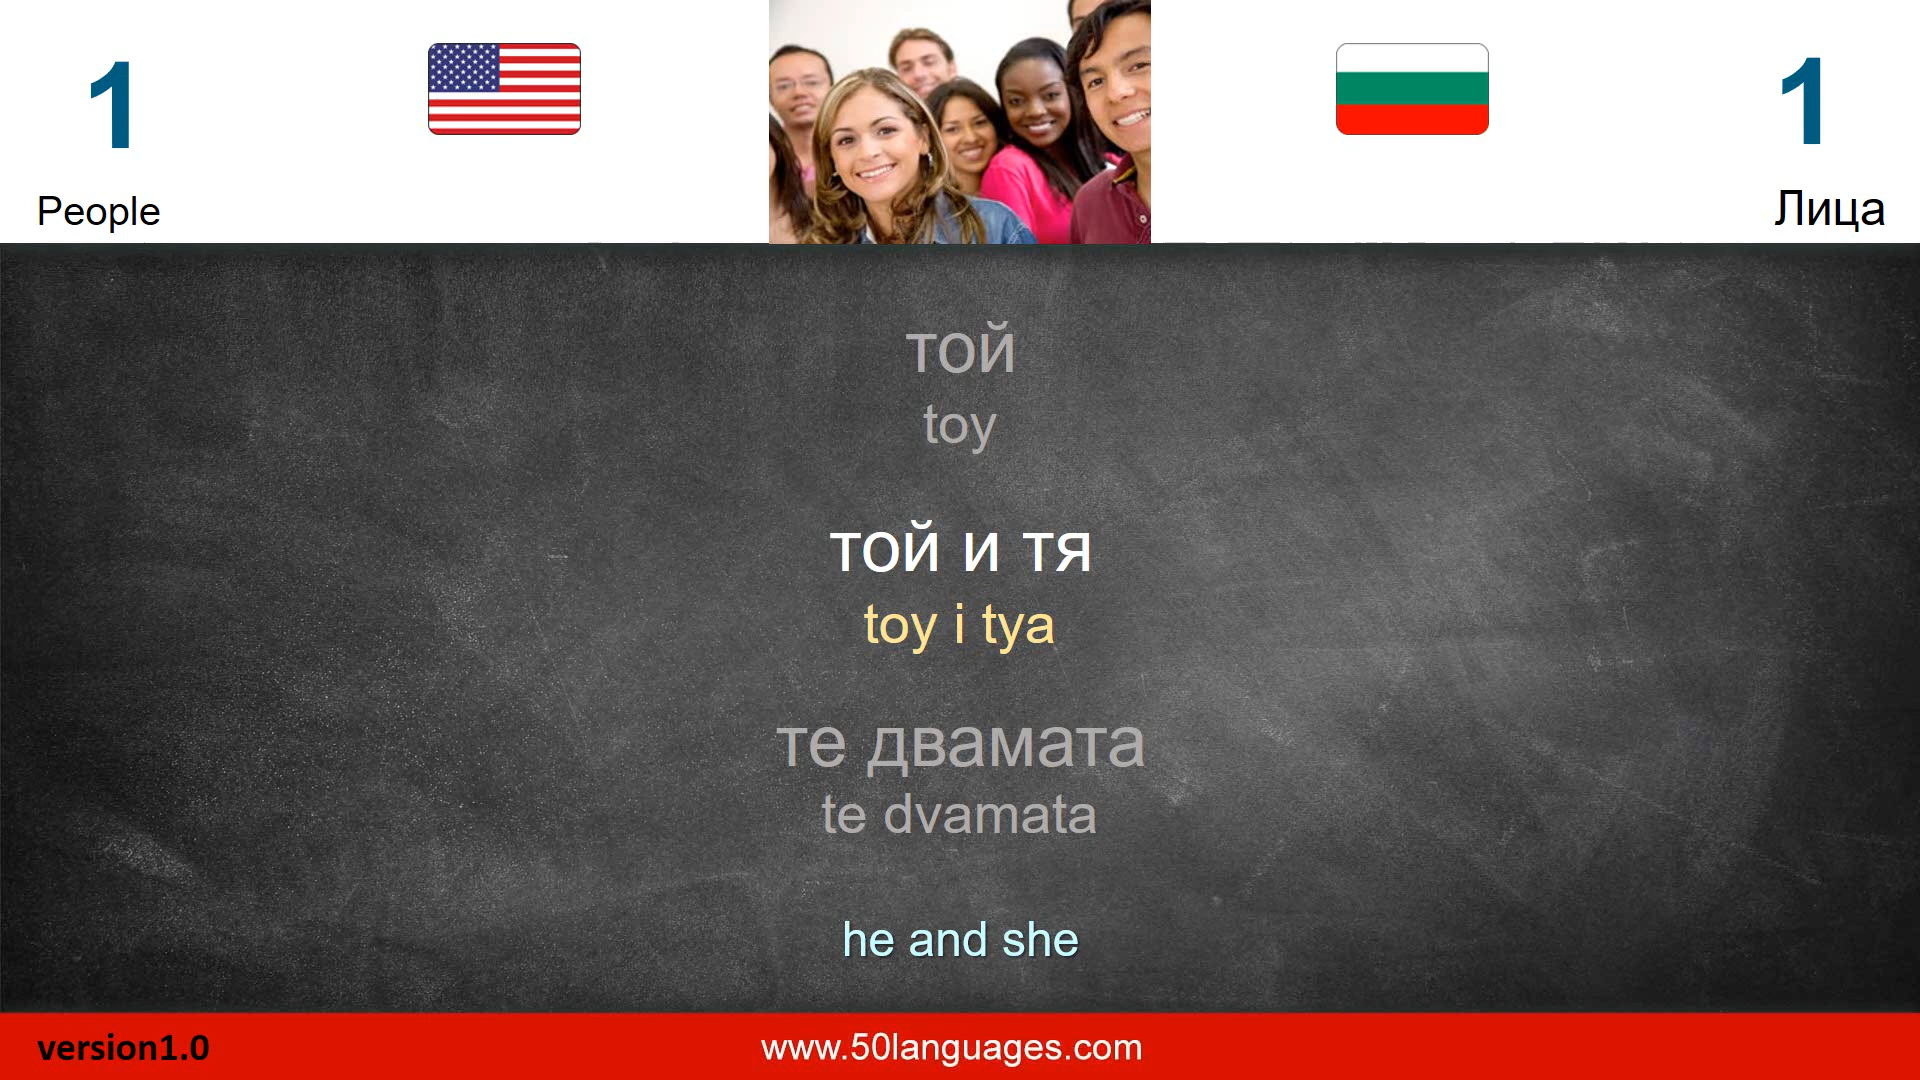 1
1
People
Лица
той
toy
той и тя
toy i tya
те двамата
te dvamata
he and she
version1.0
www.50languages.com